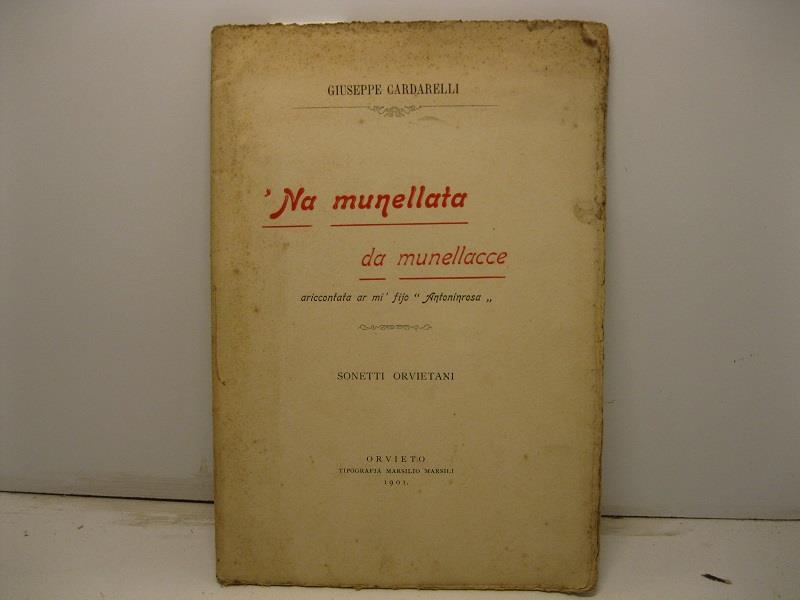 GIUSEPPE CARDARELLI
'Na munellata
da munellacce
ariccontata ar mi' fijo " Antoninrosa „
SONETTI ORVIETANI
ORVIETO
TIPOGRAFIA MARSILIO MARSILI
1901.